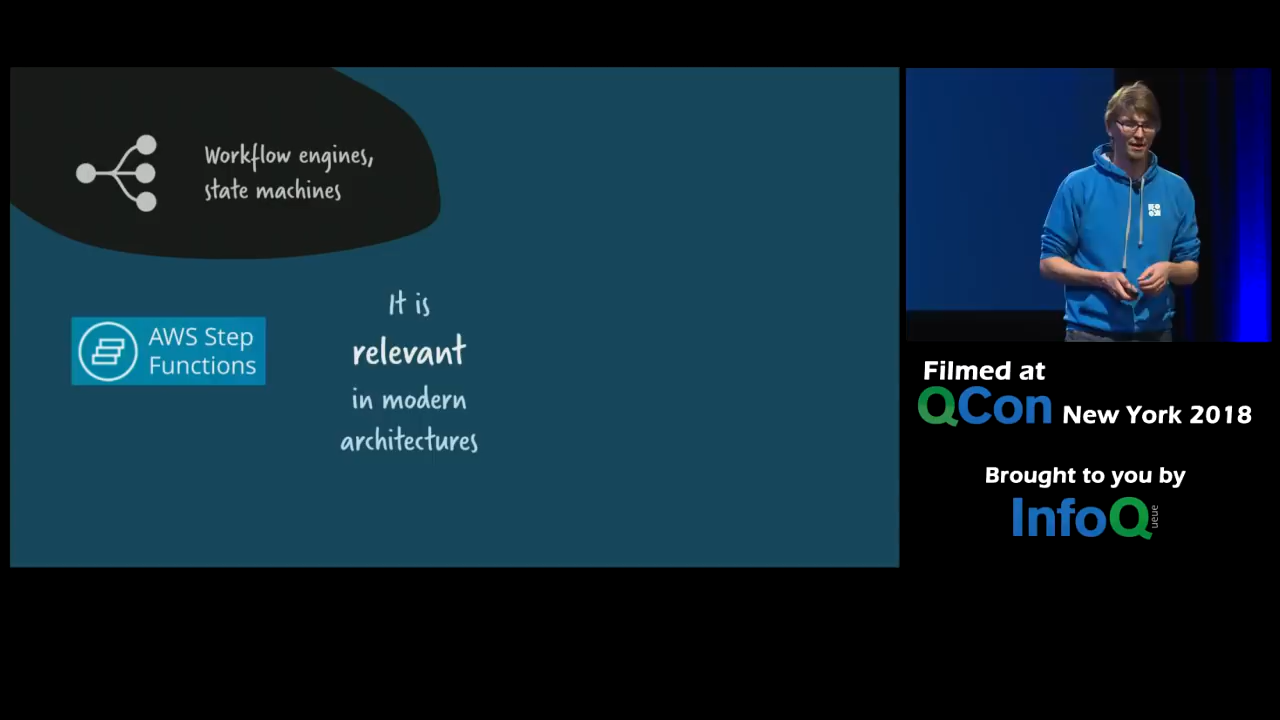 Workflow engines,
state machines
AWS Step
Functions
It is
relevant
in modern
architectures
Filmed at
QCon New York 2018
Brought to you by
InfoQueue